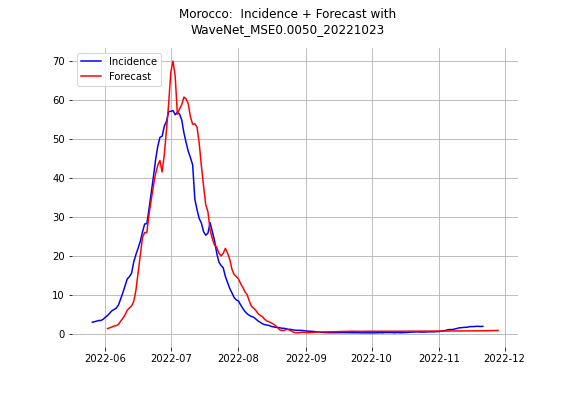 Morocco:  Incidence + Forecast with
WaveNet_MSE0.0050_20221023
Incidence
Forecast
70
60
50
40
30
20
10
0
2022-06 2022-07 2022-08 2022-09 2022-10 2022-11 2022-12